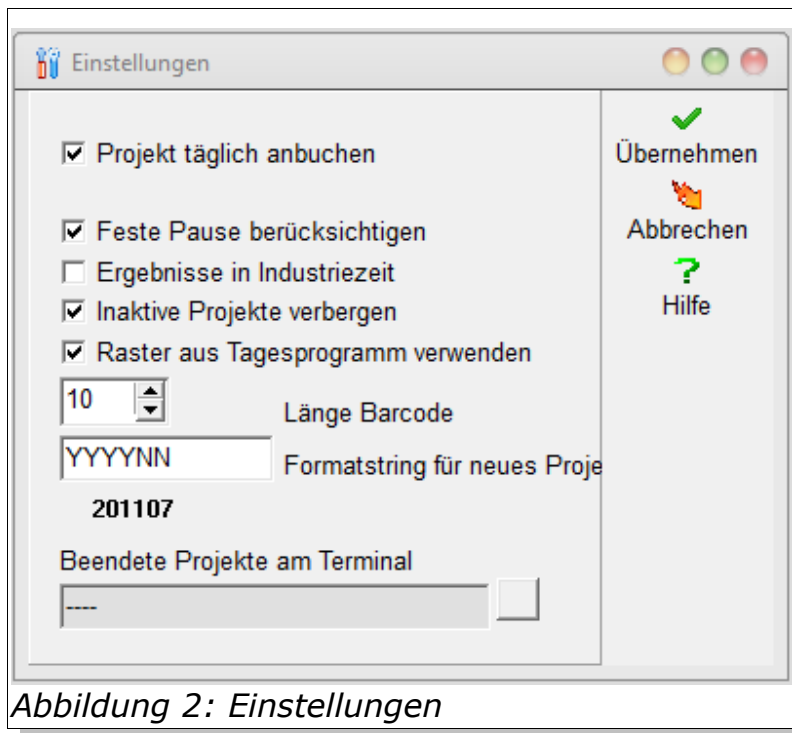 Einstellungen
Projekt täglich anbuchen
Feste Pause berücksichtigen
Ergebnisse in Industriezeit
Inaktive Projekte verbergen
Raster aus Tagesprogramm verwenden
10
Länge Barcode
YYYYNN
Formatstring für neues Proje
201107
Beendete Projekte am Terminal
----
Übernehmen
Abbrechen
Hilfe
Abbildung 2: Einstellungen